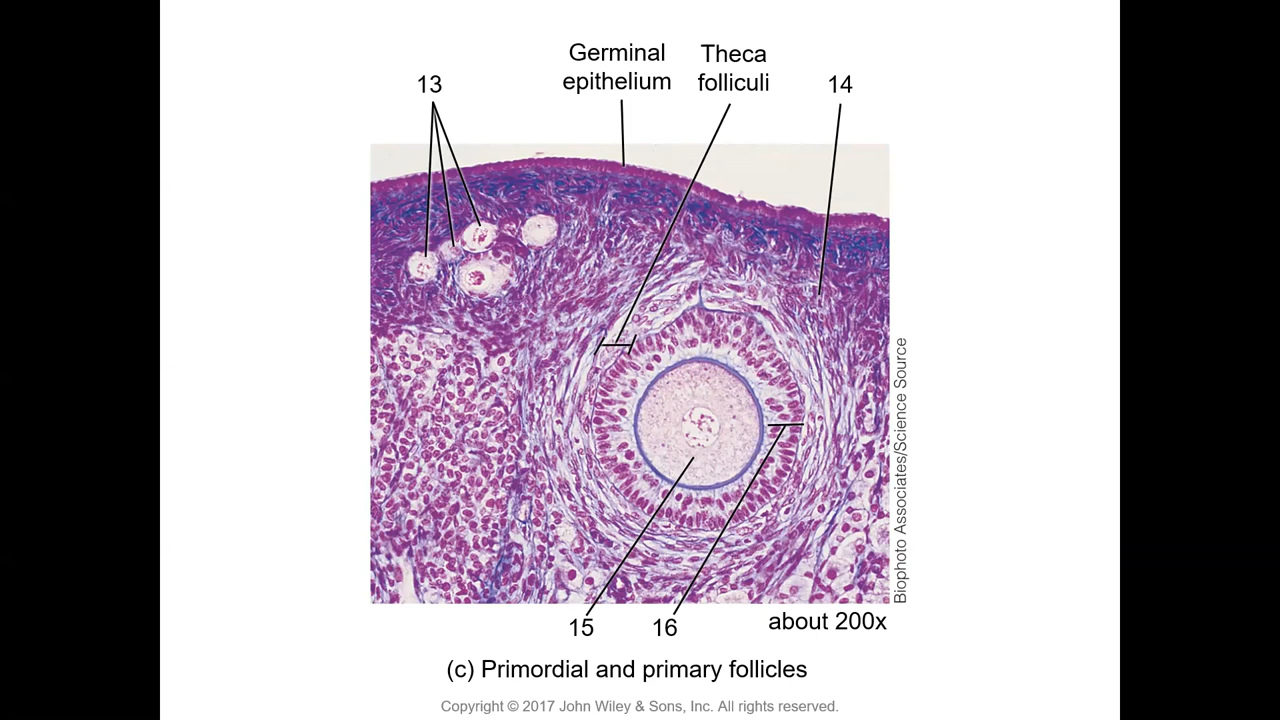 Germinal
epithelium
Theca
folliculi
13
14
15
16
Biophoto Associates/Science Source
about 200x
(c) Primordial and primary follicles
Copyright © 2017 John Wiley & Sons, Inc. All rights reserved.